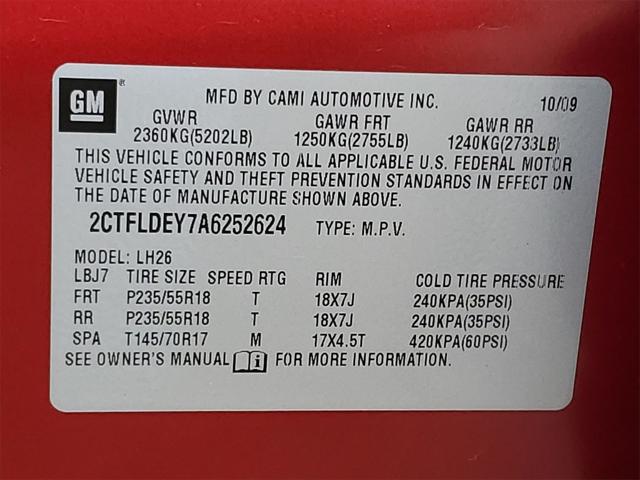 GM®
MFD BY CAMI AUTOMOTIVE INC. 10/09
GVWR GAWR FRT GAWR RR
2360KG(5202LB) 1250KG(2755LB) 1240KG(2733LB)
THIS VEHICLE CONFORMS TO ALL APPLICABLE U.S. FEDERAL MOTOR
VEHICLE SAFETY AND THEFT PREVENTION STANDARDS IN EFFECT ON
THE DATE OF MANUFACTURE SHOWN ABOVE.
2CTFLDEY7A6252624 TYPE: M.P.V.
MODEL: LH26
LBJ7 TIRE SIZE SPEED RTG RIM COLD TIRE PRESSURE
FRT P235/55R18 T 18X7J 240KPA(35PSI)
RR P235/55R18 T 18X7J 240KPA(35PSI)
SPA T145/70R17 M 17X4.5T 420KPA(60PSI)
SEE OWNER'S MANUAL i FOR MORE INFORMATION.